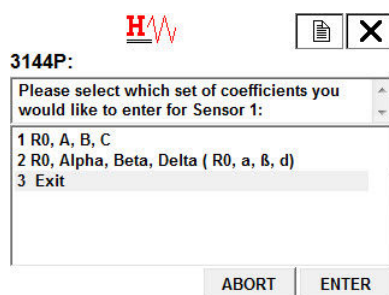 H
3144P:
Please select which set of coefficients you
would like to enter for Sensor 1:
1 R0, A, B, C
2 R0, Alpha, Beta, Delta ( R0, a, ß, d)
3 Exit
ABORT ENTER